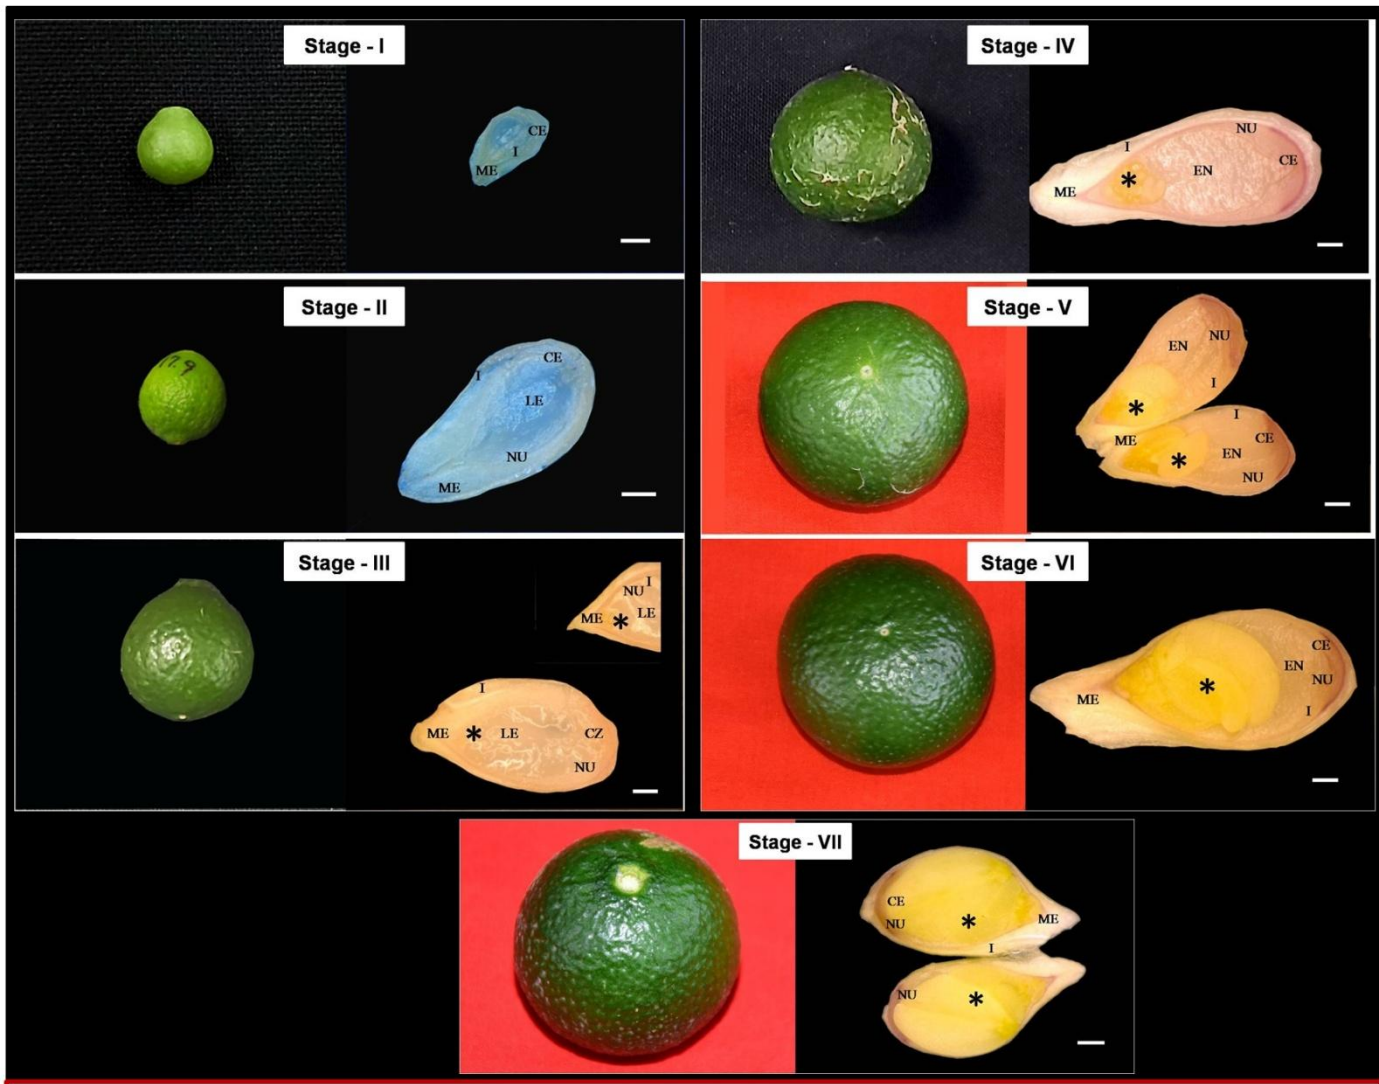 Stage - I
CE
I
ME
Stage - II
17.9
CE
I
LE
NU
ME
Stage - III
I
NU
ME * LE
I
ME * LE CZ
NU
Stage - IV
NU
I
CE
EN
*
ME
Stage - V
NU
EN
I
*
I
ME CE
EN
*
NU
Stage - VI
CE
EN
ME * NU
I
Stage - VII
CE
NU * ME
I
NU *